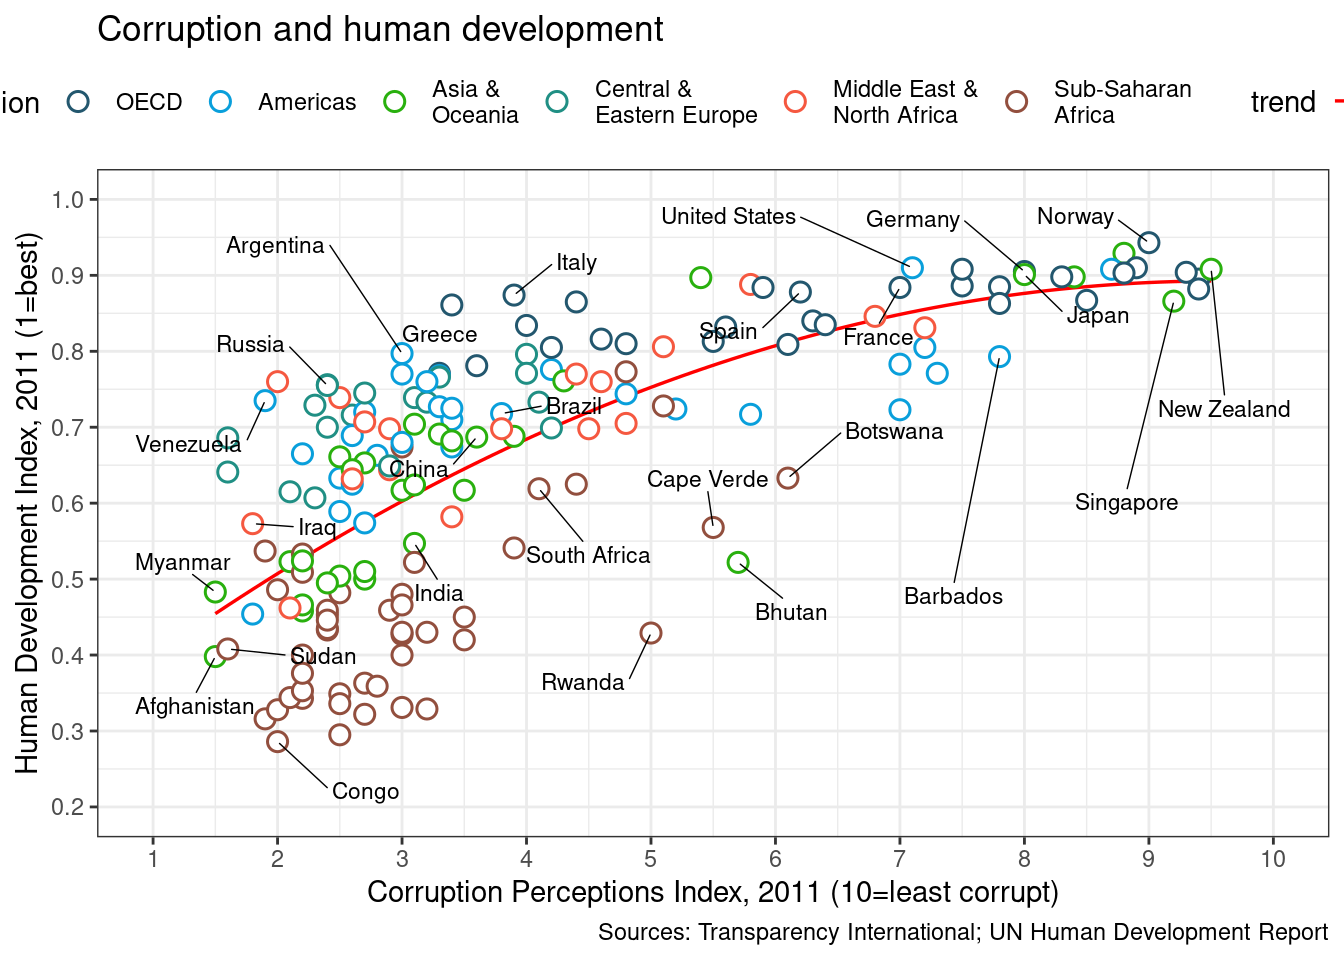 Corruption and human development
ion
OECD
Americas
Asia &
Oceania
Central &
Eastern Europe
Middle East &
North Africa
Sub-Saharan
Africa
trend
Human Development Index, 2011 (1=best)
1.0
0.9
0.8
0.7
0.6
0.5
0.4
0.3
0.2
United States
Germany
Norway
Argentina
Italy
Greece
Russia
Spain
France
Japan
New Zealand
Brazil
Venezuela
China
Botswana
Cape Verde
Singapore
Iraq
South Africa
Myanmar
India
Barbados
Bhutan
Sudan
Rwanda
Afghanistan
Congo
1 2 3 4 5 6 7 8 9 10
Corruption Perceptions Index, 2011 (10=least corrupt)
Sources: Transparency International; UN Human Development Report